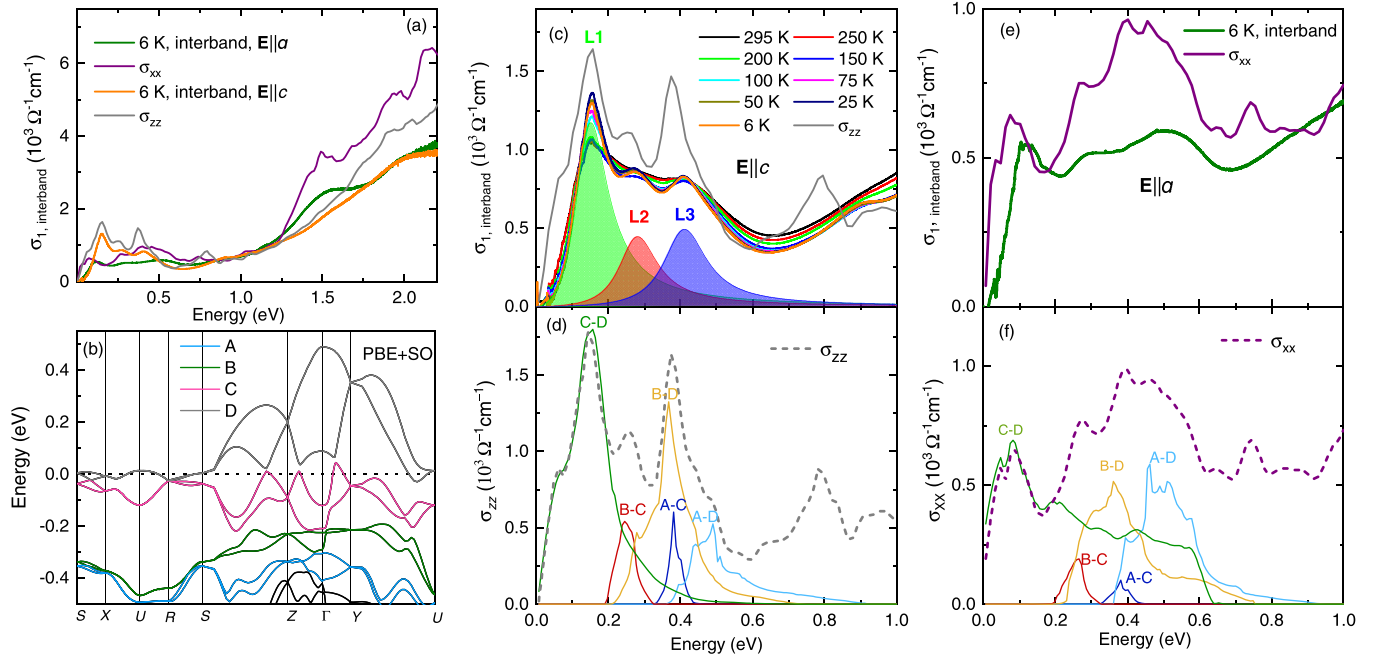 (a)
6 K, interband, E||a
σxx
6 K, interband, E||c
σzz
σ1, interband (10³ Ω⁻¹cm⁻¹)
6
4
2
0
0.5
1.0
1.5
2.0
Energy (eV)
(b)
A
B
C
D
PBE+SO
Energy (eV)
0.4
0.2
0.0
-0.2
-0.4
S X U R S Z Γ Y U
(c)
L1
L2
L3
295 K 250 K
200 K 150 K
100 K 75 K
50 K 25 K
6 K σzz
E||c
σ1, interband (10³ Ω⁻¹cm⁻¹)
1.5
1.0
0.5
0.0
(d)
C-D
σzz
B-D
B-C
A-C
A-D
σzz (10³ Ω⁻¹cm⁻¹)
1.5
1.0
0.5
0.0
0.0 0.2 0.4 0.6 0.8 1.0
Energy (eV)
(e)
6 K, interband
σxx
E||a
σ1, interband (10³ Ω⁻¹cm⁻¹)
1.0
0.5
0.0
(f)
σxx
C-D
B-D
A-D
B-C
A-C
σXX (10³ Ω⁻¹cm⁻¹)
1.0
0.5
0.0
0.0 0.2 0.4 0.6 0.8 1.0
Energy (eV)